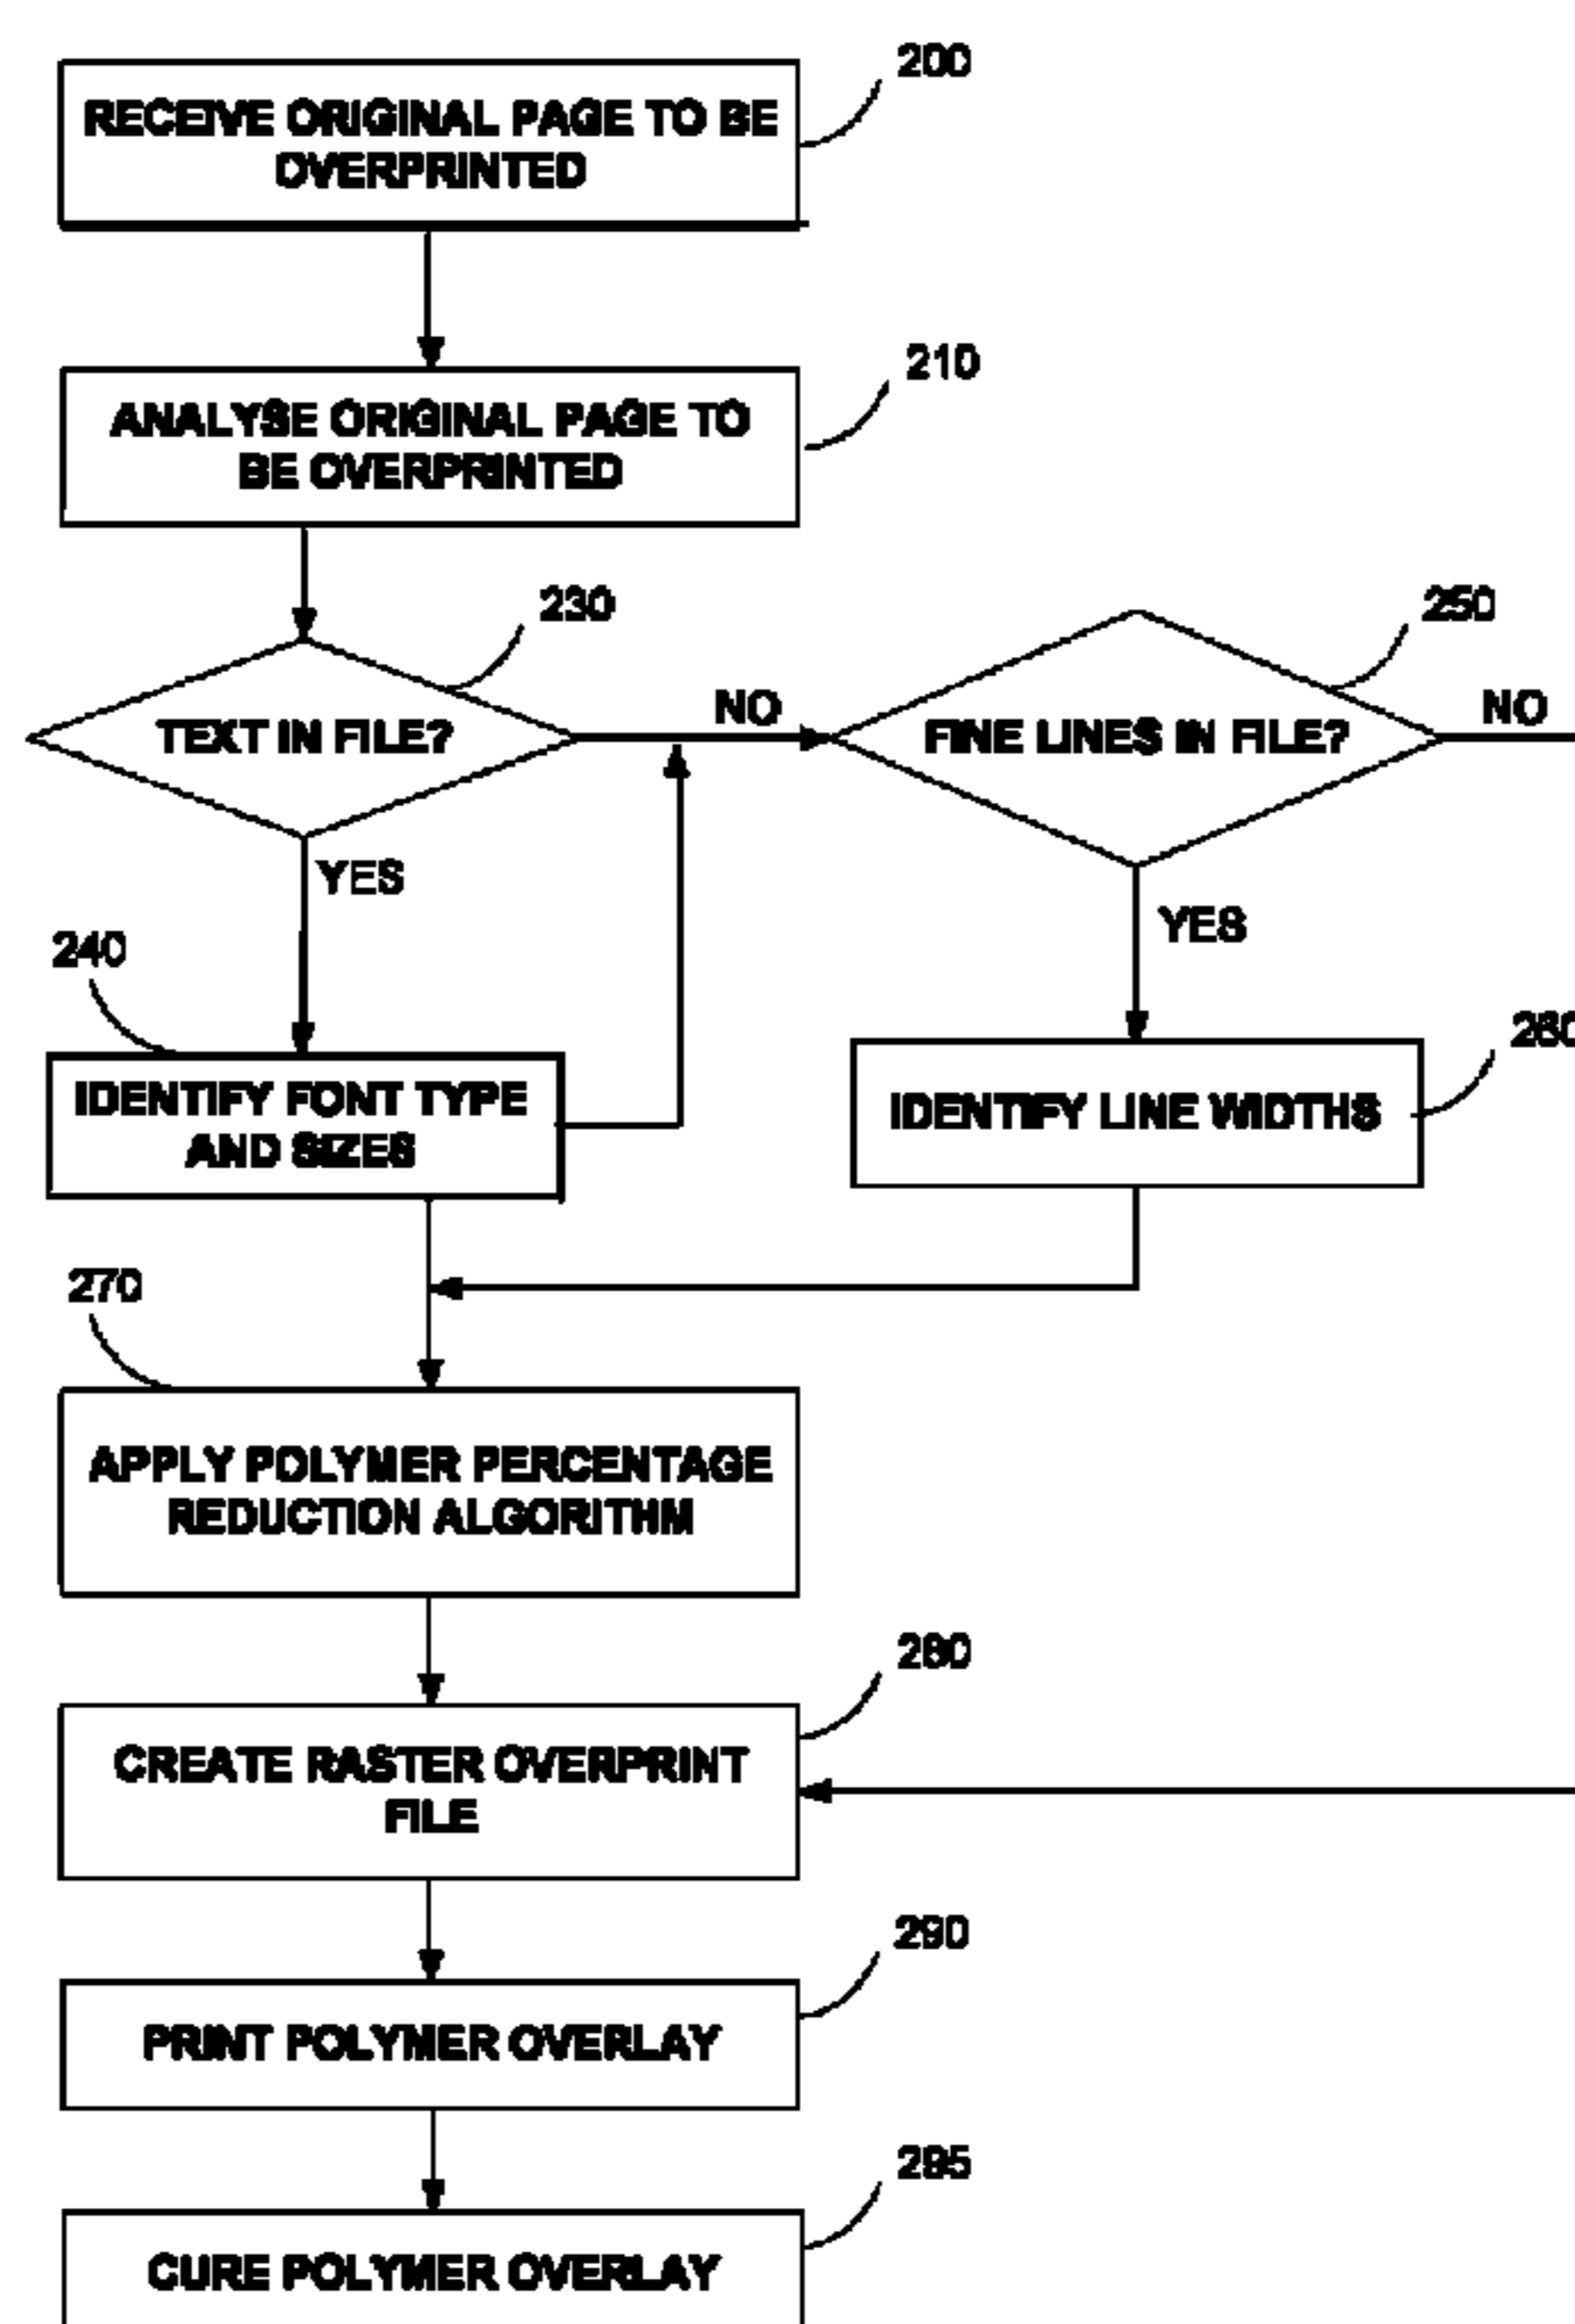 200
RECEIVE ORIGINAL PAGE TO BE
OVERPRINTED
210
ANALYSE ORIGINAL PAGE TO
BE OVERPRINTED
230
TEXT IN FILE?
NO
250
FINE LINES IN FILE?
NO
YES
YES
240
IDENTIFY FONT TYPE
AND SIZES
260
IDENTIFY LINE WIDTHS
270
APPLY POLYMER PERCENTAGE
REDUCTION ALGORITHM
280
CREATE RASTER OVERPRINT
FILE
290
PRINT POLYMER OVERLAY
295
CURE POLYMER OVERLAY